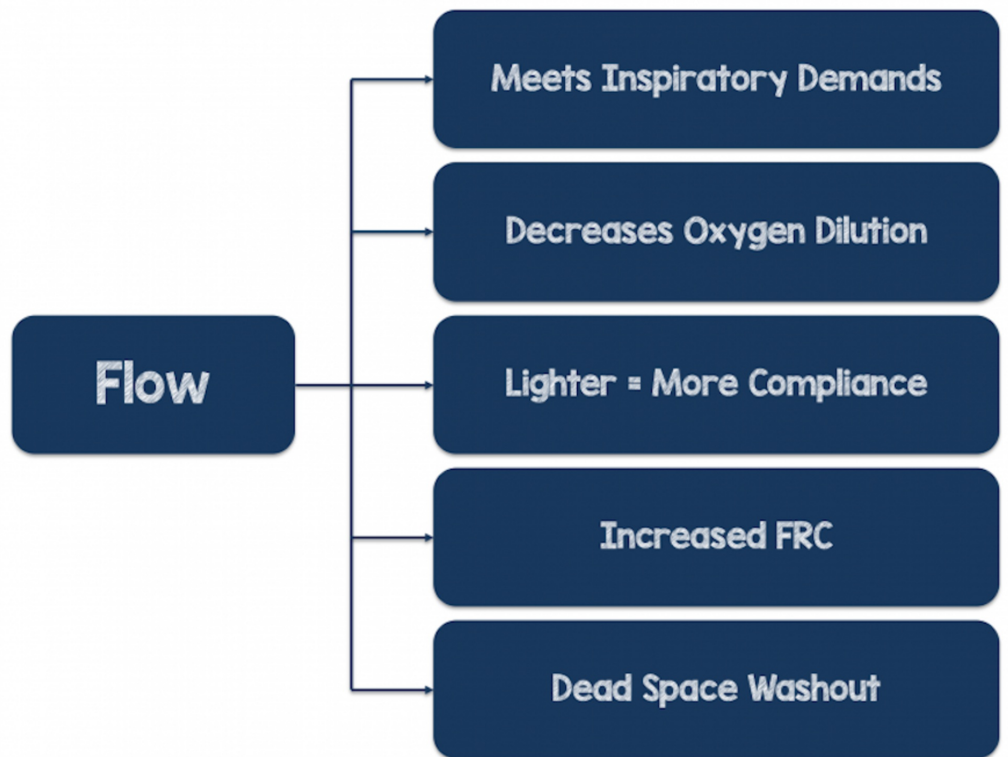 Flow
Meets Inspiratory Demands
Decreases Oxygen Dilution
Lighter = More Compliance
Increased FRC
Dead Space Washout